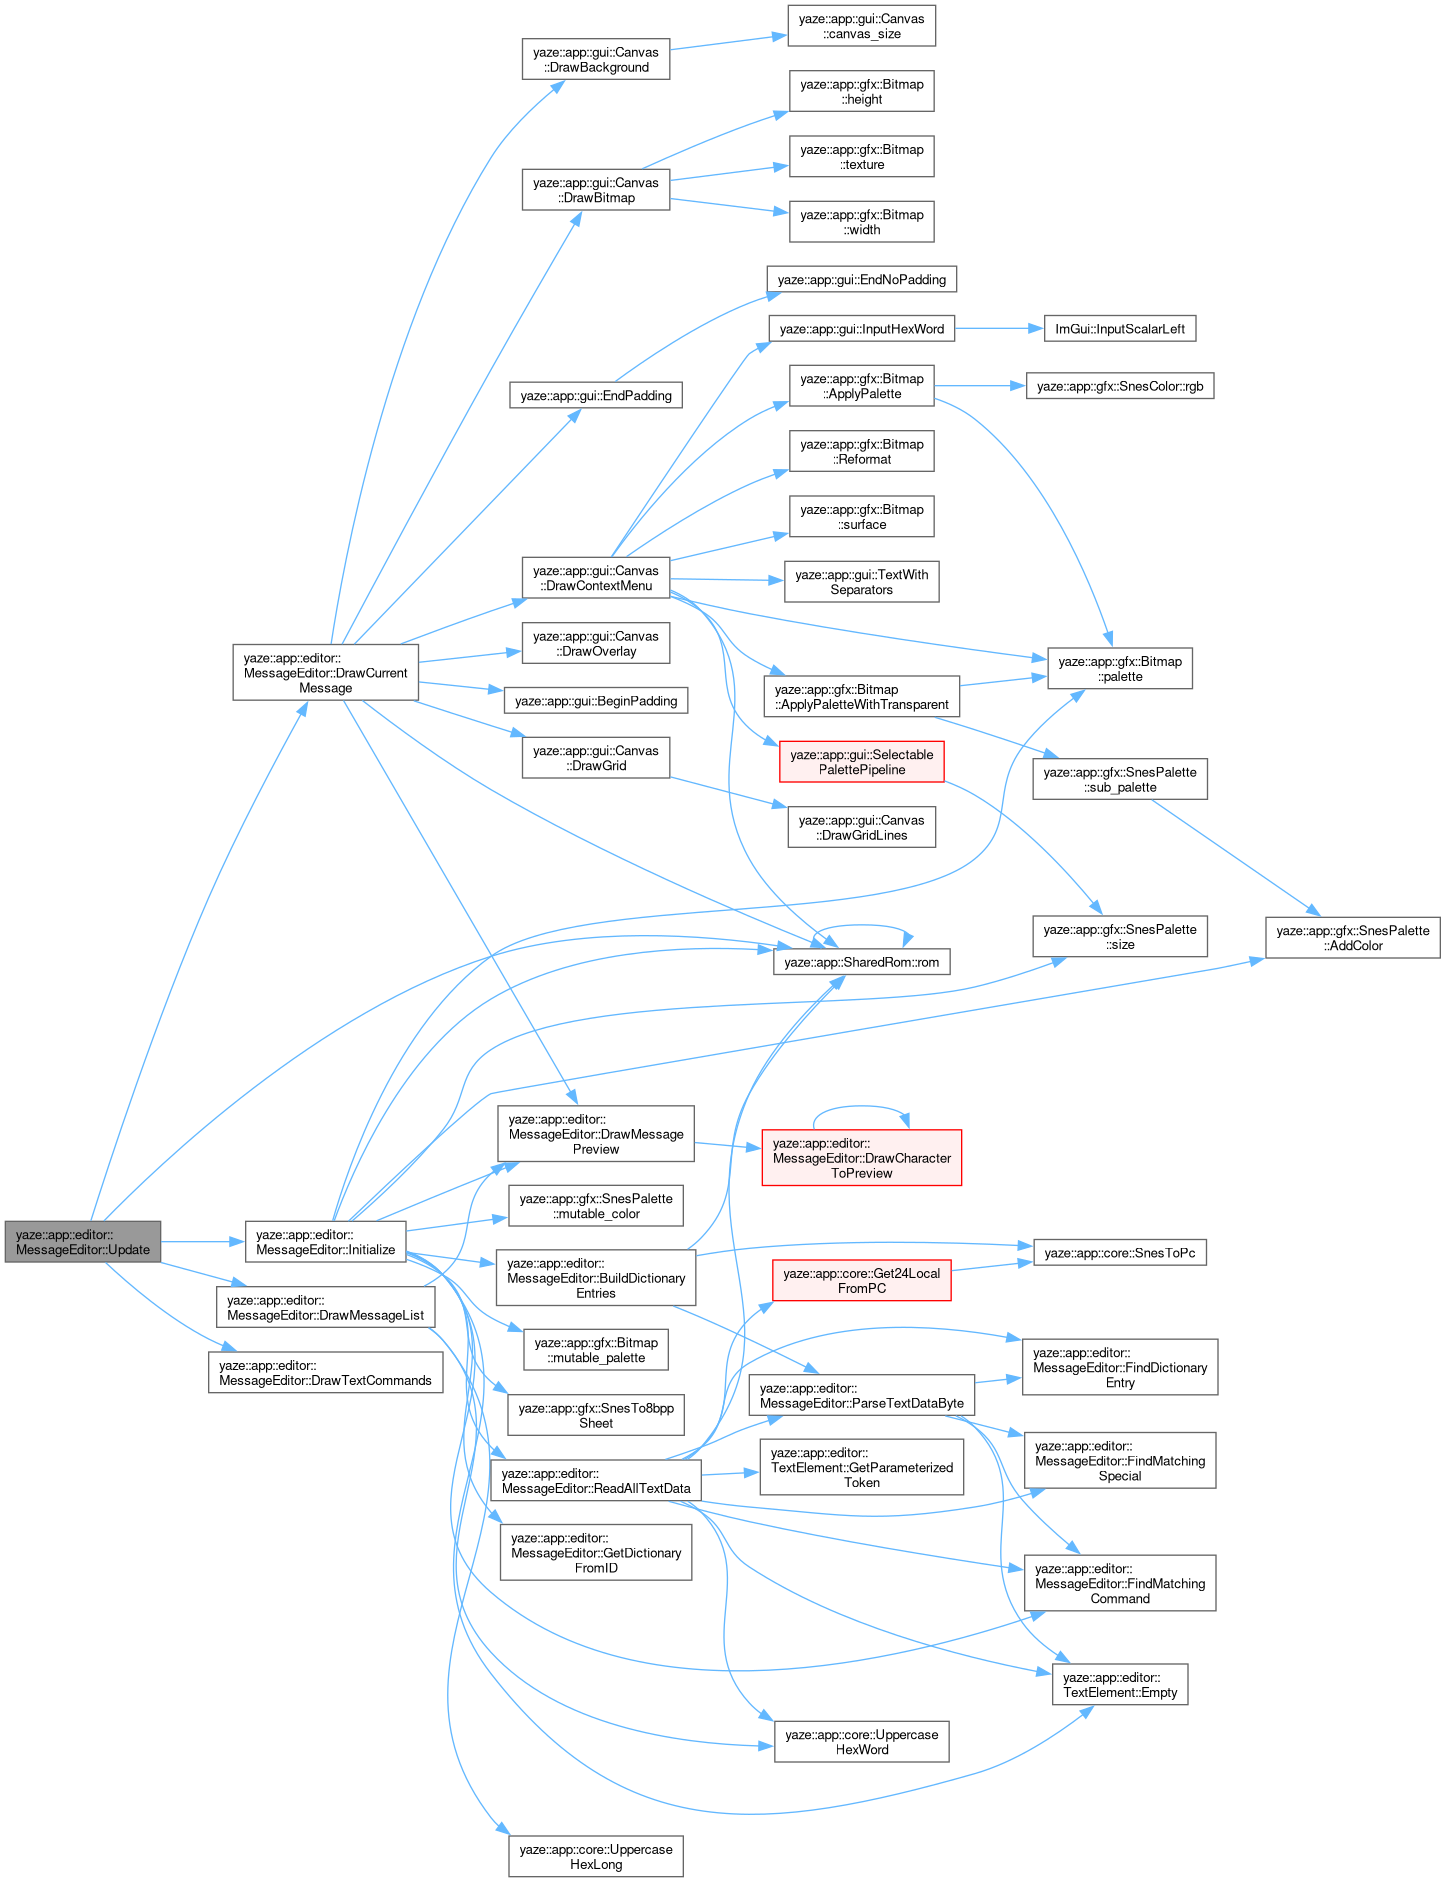 yaze::app::gui::Canvas
::canvas_size
yaze::app::gui::Canvas
::DrawBackground
yaze::app::gfx::Bitmap
::height
yaze::app::gfx::Bitmap
::texture
yaze::app::gui::Canvas
::DrawBitmap
yaze::app::gfx::Bitmap
::width
yaze::app::gui::EndNoPadding
yaze::app::gui::InputHexWord
ImGui::InputScalarLeft
yaze::app::gui::EndPadding
yaze::app::gfx::Bitmap
::ApplyPalette
yaze::app::gfx::SnesColor::rgb
yaze::app::gfx::Bitmap
::Reformat
yaze::app::gfx::Bitmap
::surface
yaze::app::gui::Canvas
::DrawContextMenu
yaze::app::gui::TextWith
Separators
yaze::app::editor::
MessageEditor::DrawCurrent
Message
yaze::app::gui::Canvas
::DrawOverlay
yaze::app::gfx::Bitmap
::palette
yaze::app::gui::BeginPadding
yaze::app::gfx::Bitmap
::ApplyPaletteWithTransparent
yaze::app::gui::Canvas
::DrawGrid
yaze::app::gui::Selectable
PalettePipeline
yaze::app::gfx::SnesPalette
::sub_palette
yaze::app::gui::Canvas
::DrawGridLines
yaze::app::SharedRom::rom
yaze::app::gfx::SnesPalette
::size
yaze::app::gfx::SnesPalette
::AddColor
yaze::app::editor::
MessageEditor::DrawMessage
Preview
yaze::app::editor::
MessageEditor::DrawCharacter
ToPreview
yaze::app::gfx::SnesPalette
::mutable_color
yaze::app::editor::
MessageEditor::Update
yaze::app::editor::
MessageEditor::Initialize
yaze::app::core::SnesToPc
yaze::app::editor::
MessageEditor::BuildDictionary
Entries
yaze::app::core::Get24Local
FromPC
yaze::app::editor::
MessageEditor::DrawMessageList
yaze::app::gfx::Bitmap
::mutable_palette
yaze::app::editor::
MessageEditor::FindDictionary
Entry
yaze::app::editor::
MessageEditor::DrawTextCommands
yaze::app::editor::
MessageEditor::ParseTextDataByte
yaze::app::gfx::SnesTo8bpp
Sheet
yaze::app::editor::
MessageEditor::FindMatching
Special
yaze::app::editor::
TextElement::GetParameterized
Token
yaze::app::editor::
MessageEditor::ReadAllTextData
yaze::app::editor::
MessageEditor::GetDictionary
FromID
yaze::app::editor::
MessageEditor::FindMatching
Command
yaze::app::editor::
TextElement::Empty
yaze::app::core::Uppercase
HexWord
yaze::app::core::Uppercase
HexLong